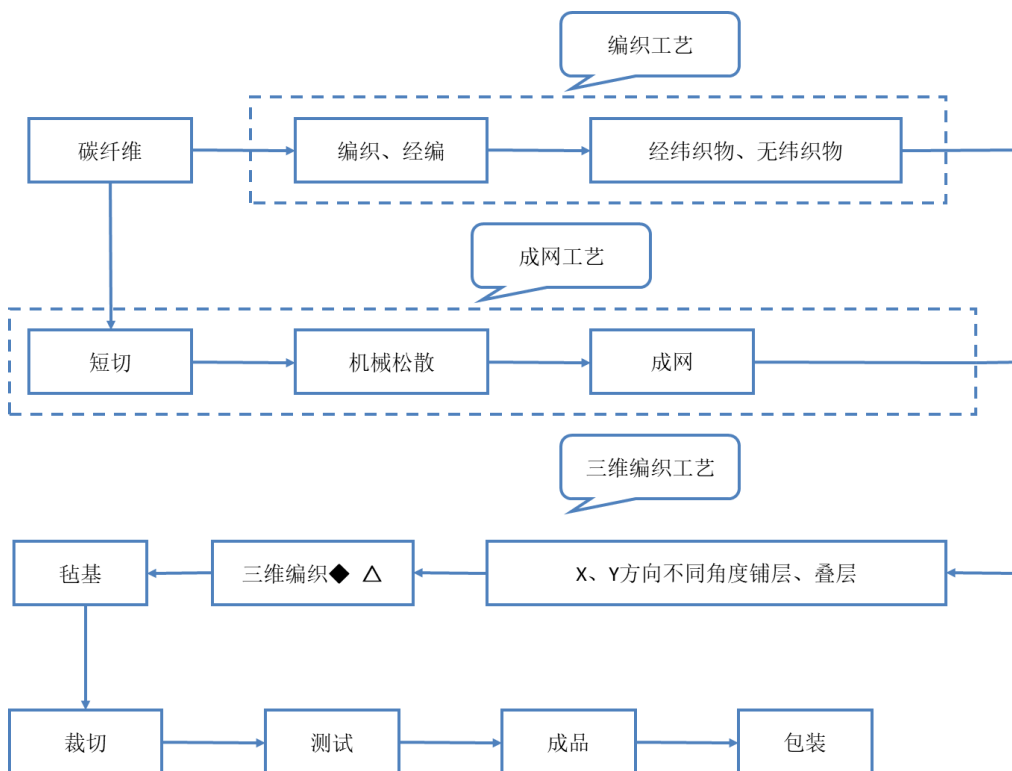 编织工艺
碳纤维
编织、经编
经纬织物、无纬织物
成网工艺
短切
机械松散
成网
三维编织工艺
毡基
三维编织◆ △
X、Y方向不同角度铺层、叠层
裁切
测试
成品
包装